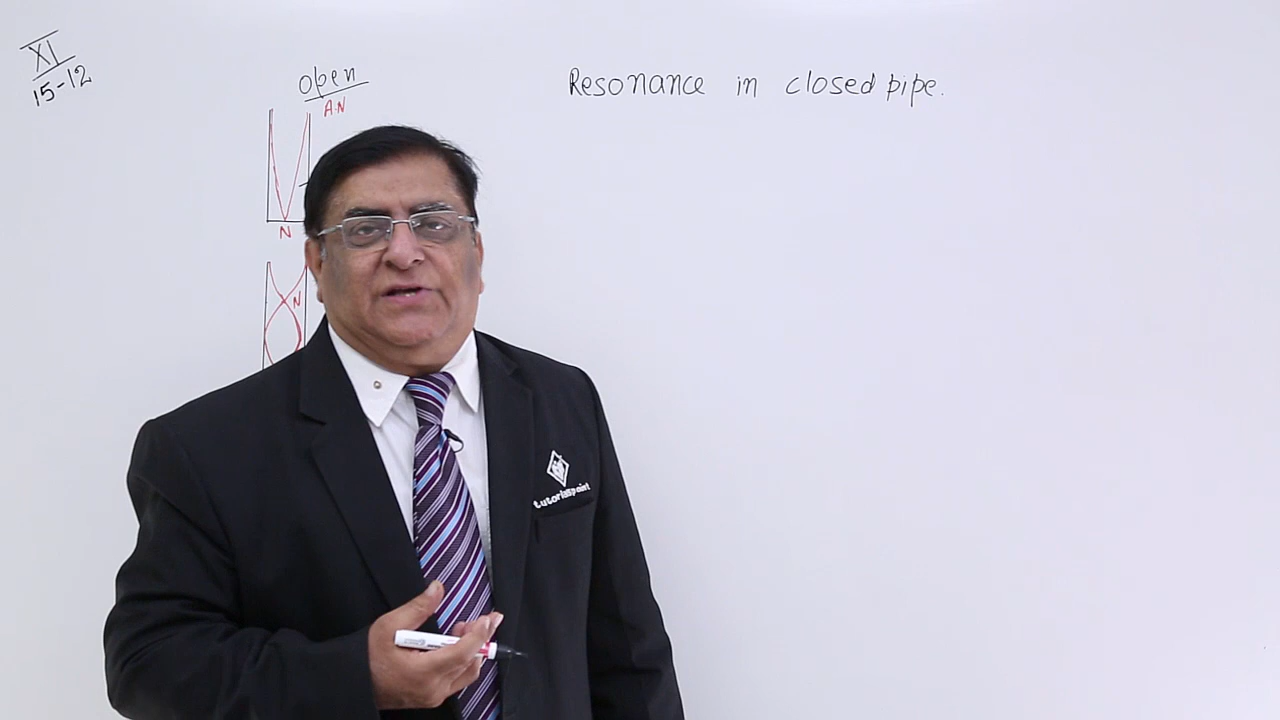 XI
15-12
open
A.N
N
N
Resonance in closed pipe.
tutorialspoint